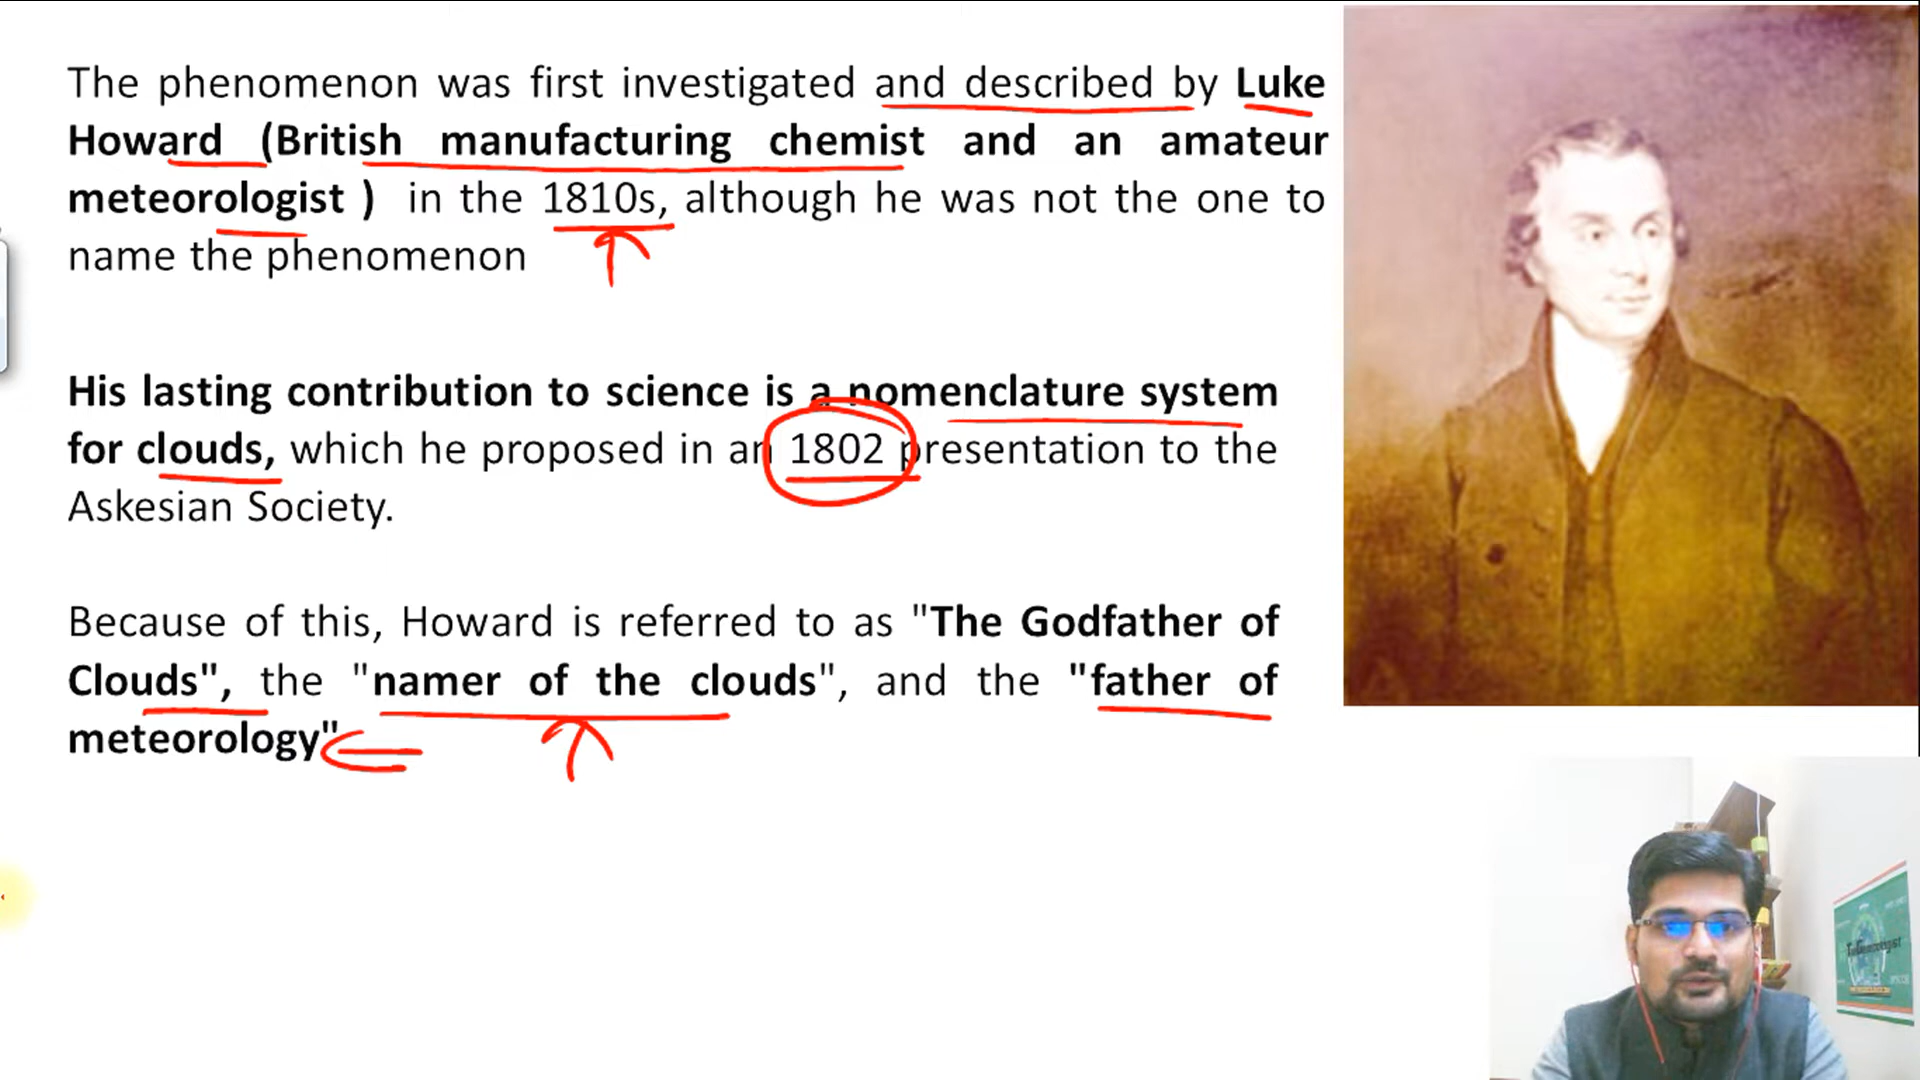 The phenomenon was first investigated and described by Luke
Howard (British manufacturing chemist and an amateur
meteorologist ) in the 1810s, although he was not the one to
name the phenomenon
His lasting contribution to science is a nomenclature system
for clouds, which he proposed in an 1802 presentation to the
Askesian Society.
Because of this, Howard is referred to as "The Godfather of
Clouds", the "namer of the clouds", and the "father of
meteorology"